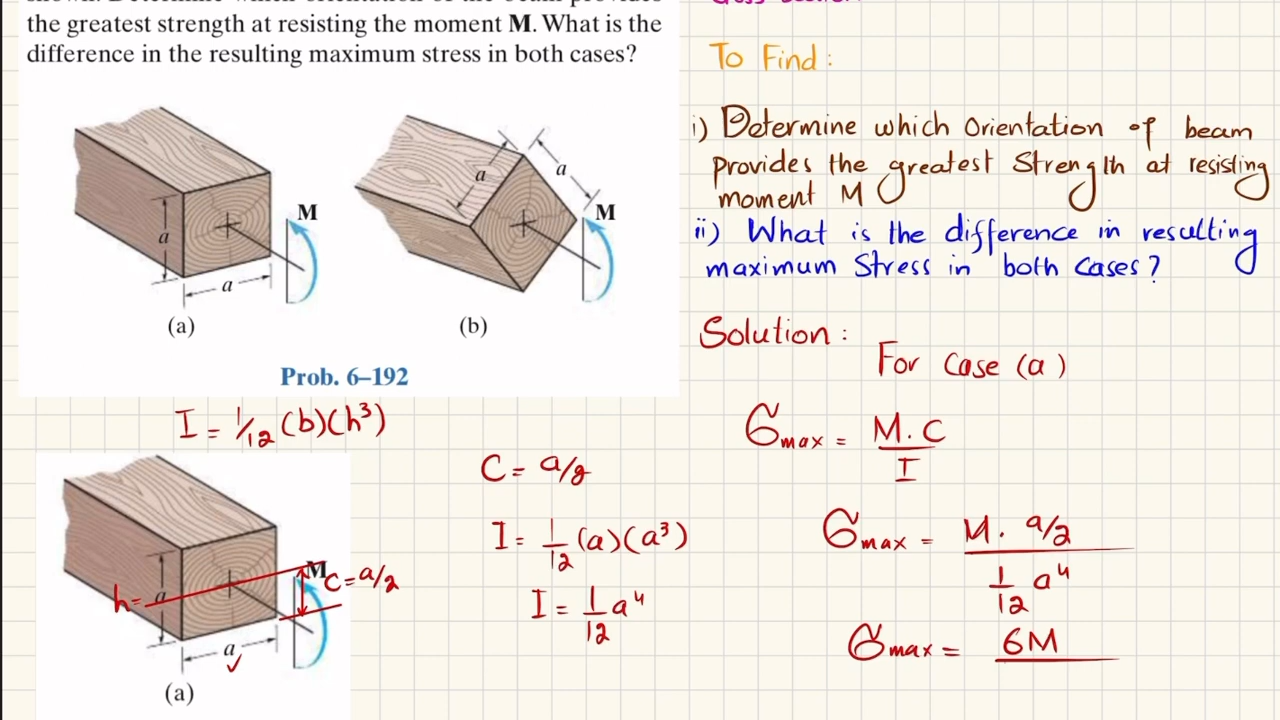 the greatest strength at resisting the moment M. What is the
difference in the resulting maximum stress in both cases?
a
a
M
(a)
a
a
M
(b)
Prob. 6–192
To Find :
i) Determine which Orientation of beam
provides the greatest Strength at resisting
moment M
ii) What is the difference in resulting
maximum Stress in both Cases?
Solution :
For Case (a)
I = 1/12 (b)(h³)
a
a
M
h=
C = a/2
(a)
C = a/2
I = 1/12 (a)(a³)
I = 1/12 a⁴
σmax = M.C / I
σmax = M. a/2 / 1/12 a⁴
σmax = 6M